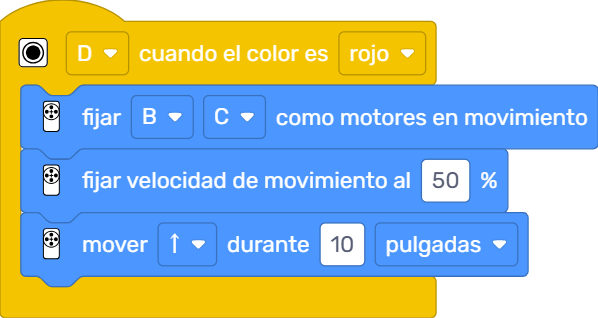 D cuando el color es rojo
fijar B C como motores en movimiento
fijar velocidad de movimiento al 50 %
mover ↑ durante 10 pulgadas